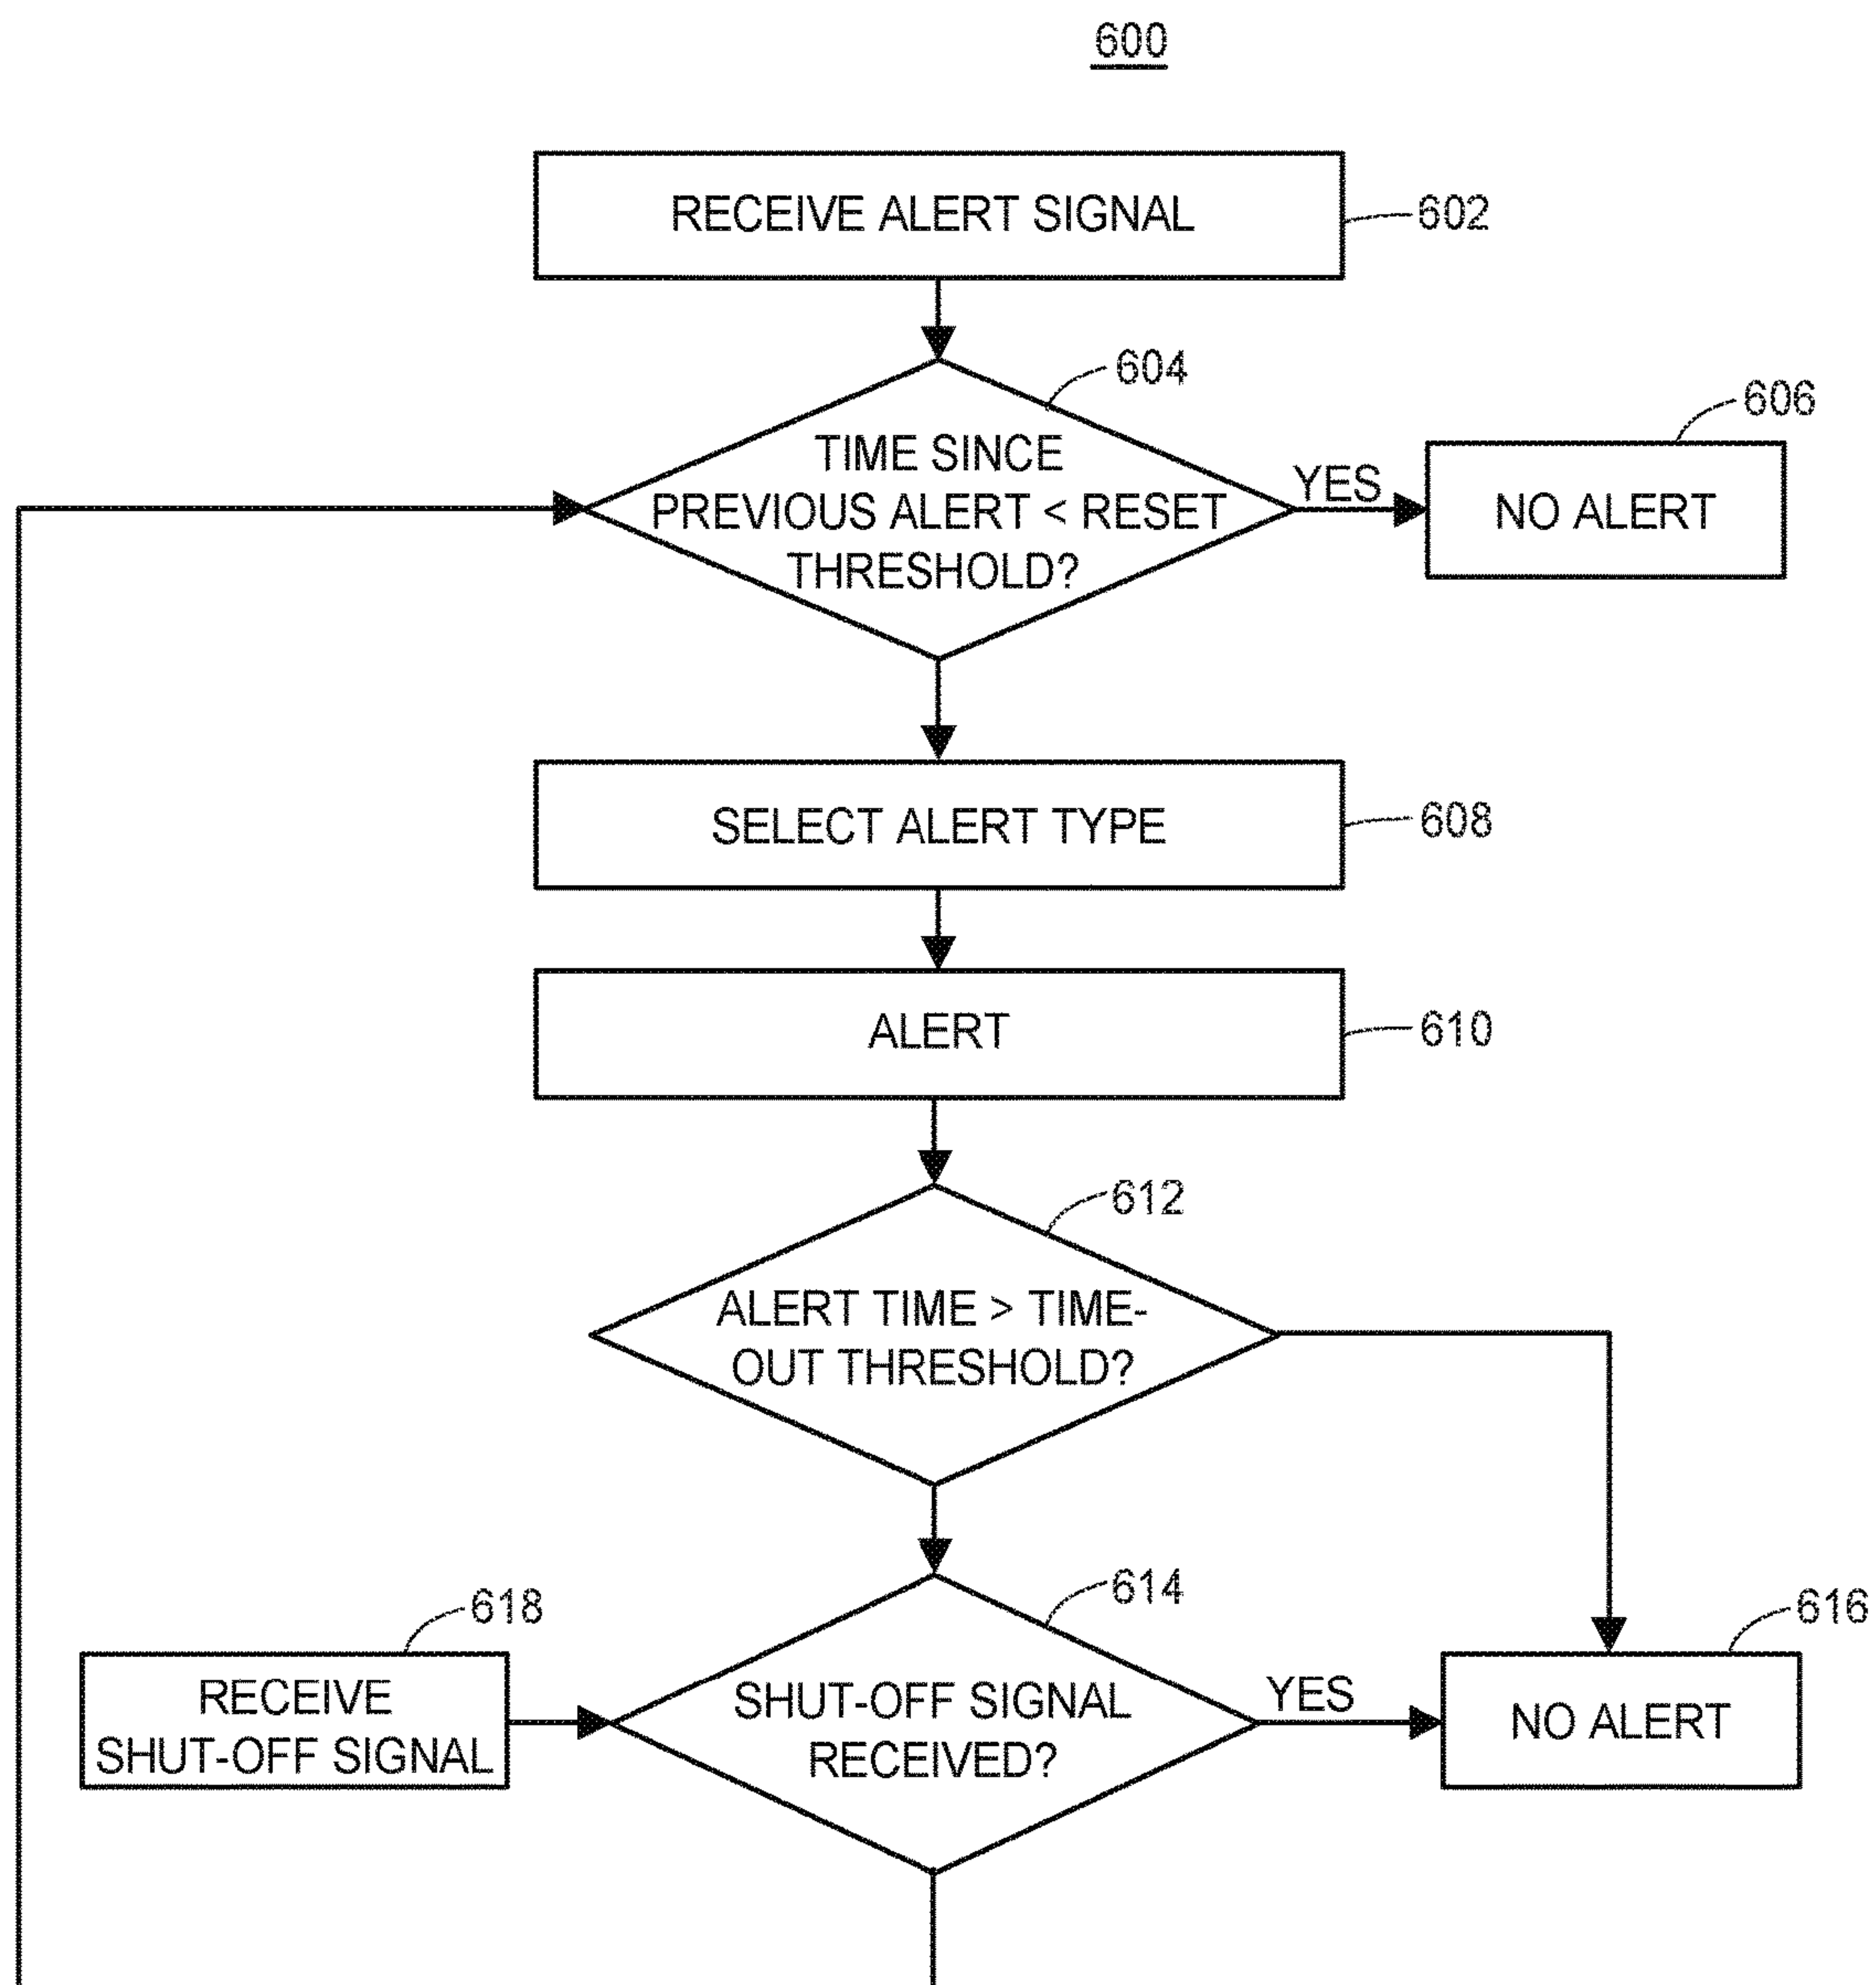 600
RECEIVE ALERT SIGNAL
602
604
TIME SINCE
PREVIOUS ALERT < RESET
THRESHOLD?
YES
606
NO ALERT
SELECT ALERT TYPE
608
ALERT
610
612
ALERT TIME > TIME-
OUT THRESHOLD?
618
RECEIVE
SHUT-OFF SIGNAL
614
SHUT-OFF SIGNAL
RECEIVED?
YES
616
NO ALERT